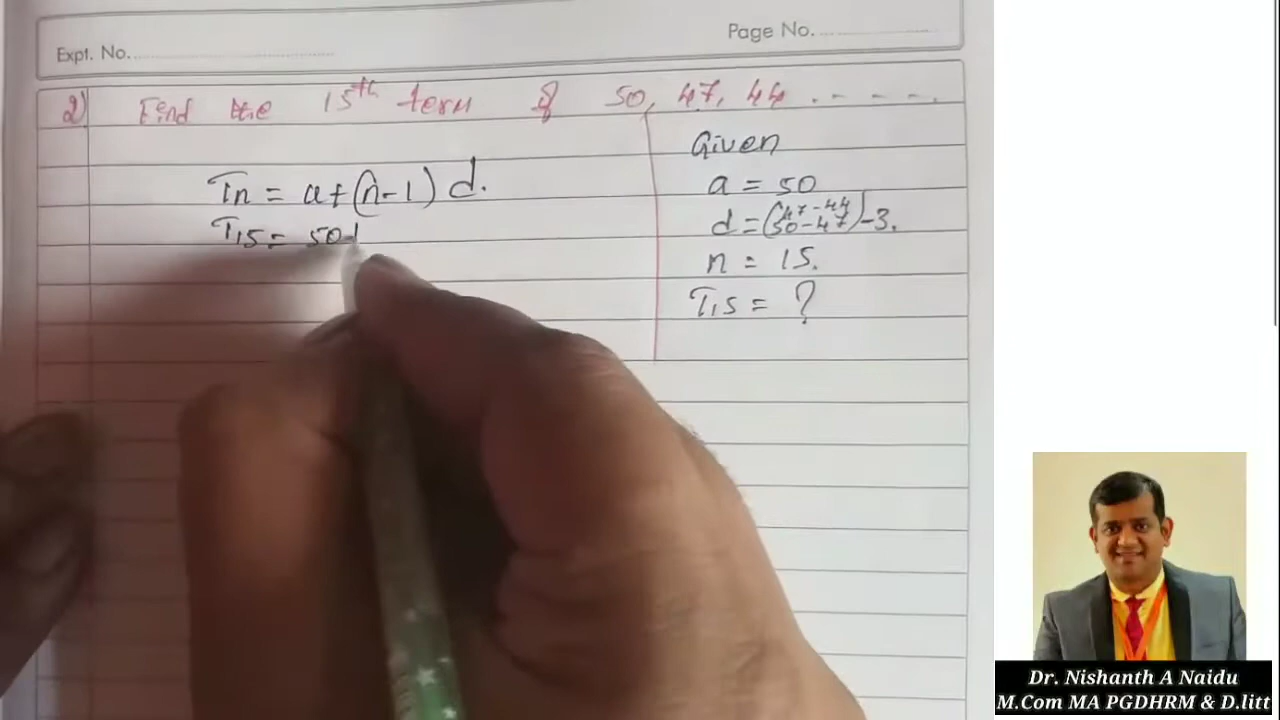 Expt. No.
Page No.
2) Find the 15th term of 50, 47, 44 . - - - .
Given
Tn = a + (n-1) d.
a = 50
T15 = 50+
d = (50-47) -3.
47-44
n = 15.
T15 = ?
Dr. Nishanth A Naidu
M.Com MA PGDHRM & D.litt